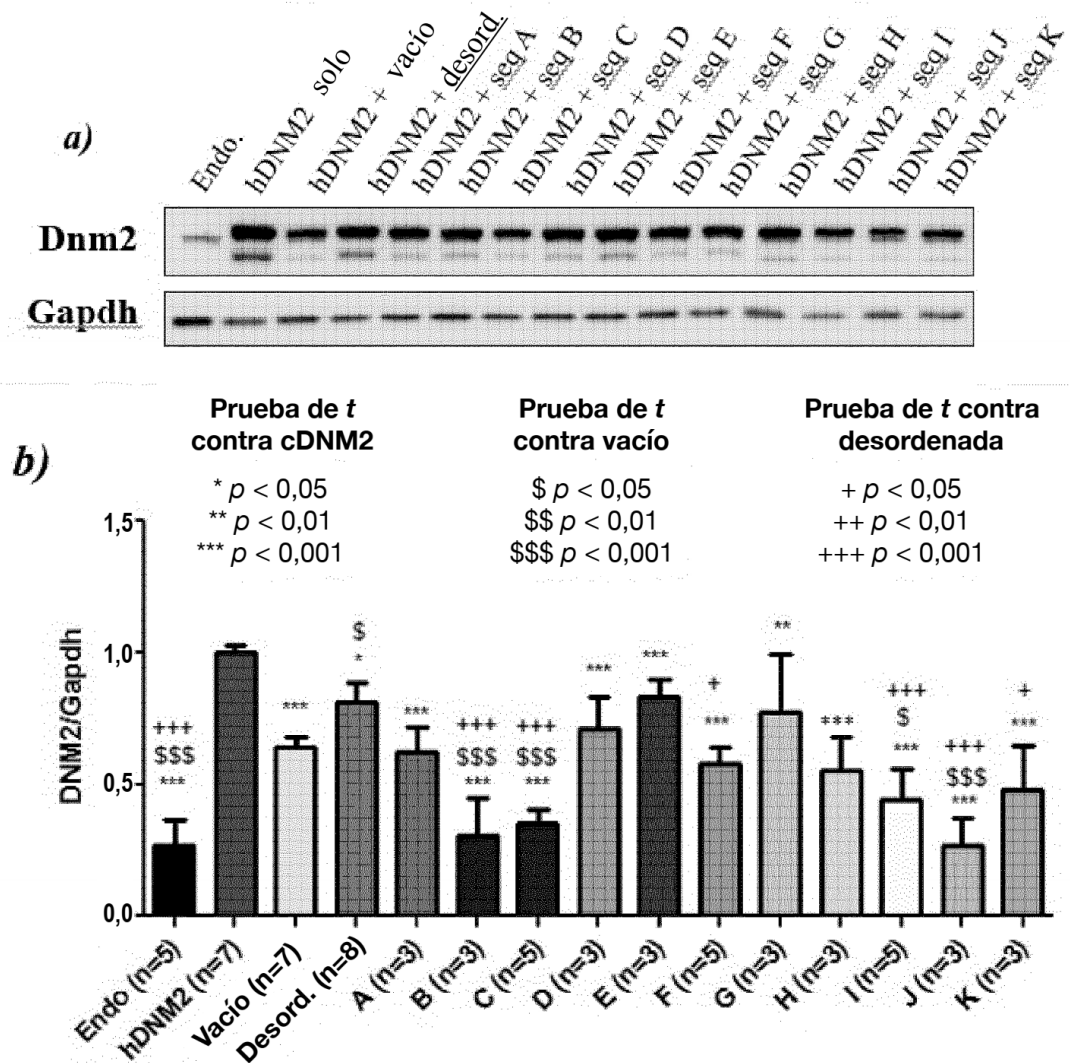 a)
Endo.
hDNM2 solo
hDNM2 + vacío
hDNM2 + desord.
hDNM2 + seq A
hDNM2 + seq B
hDNM2 + seq C
hDNM2 + seq D
hDNM2 + seq E
hDNM2 + seq F
hDNM2 + seq G
hDNM2 + seq H
hDNM2 + seq I
hDNM2 + seq J
hDNM2 + seq K
Dnm2
Gapdh
b)
Prueba de t
contra cDNM2
* p < 0,05
** p < 0,01
*** p < 0,001
Prueba de t
contra vacío
$ p < 0,05
$$ p < 0,01
$$$ p < 0,001
Prueba de t contra
desordenada
+ p < 0,05
++ p < 0,01
+++ p < 0,001
DNM2/Gapdh
1,5
1,0
0,5
0,0
+++
$$$
***
***
$
*
***
+++
$$$
***
+++
$$$
***
***
***
+
***
**
***
+++
$
***
+++
$$$
***
+
***
Endo (n=5)
hDNM2 (n=7)
Vacío (n=7)
Desord. (n=8)
A (n=3)
B (n=3)
C (n=5)
D (n=3)
E (n=3)
F (n=5)
G (n=3)
H (n=3)
I (n=5)
J (n=3)
K (n=3)